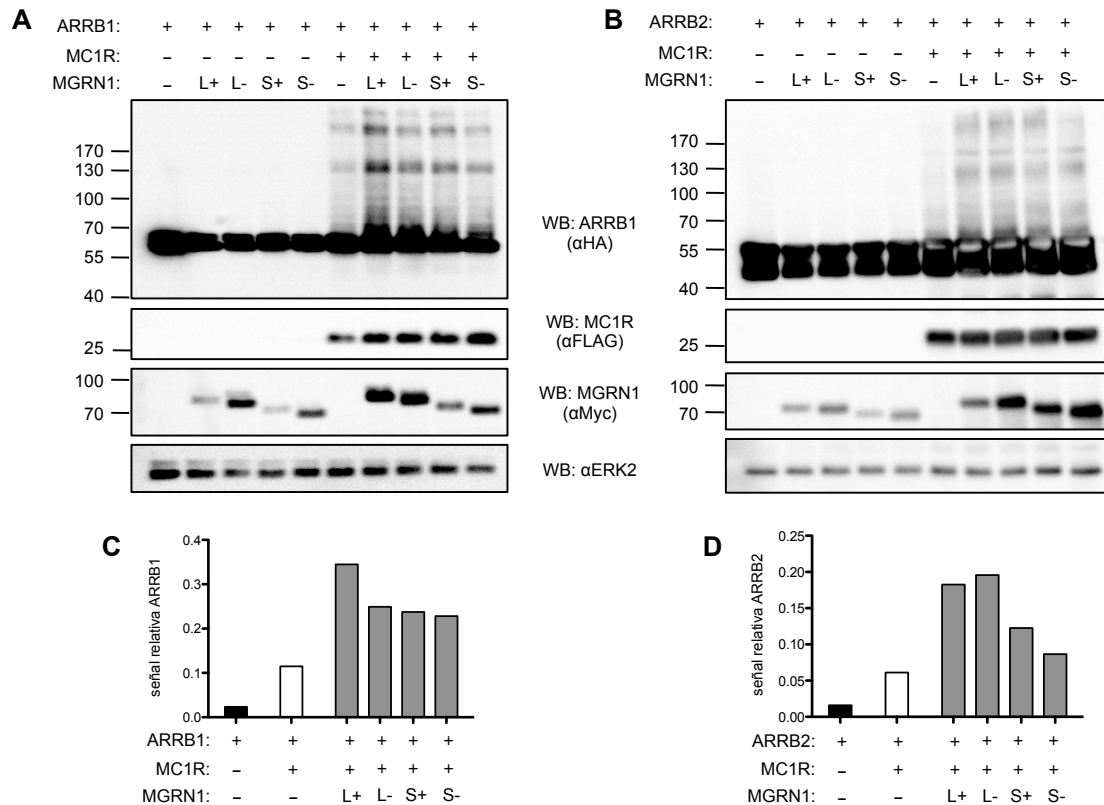 A
ARRB1: + + + + + + + + + +
MC1R: – – – – – + + + + +
MGRN1: – L+ L- S+ S- – L+ L- S+ S-
170
130
100
70
55
40
25
100
70
WB: ARRB1
(αHA)
WB: MC1R
(αFLAG)
WB: MGRN1
(αMyc)
WB: αERK2
B
ARRB2: + + + + + + + + + +
MC1R: – – – – – + + + + +
MGRN1: – L+ L- S+ S- – L+ L- S+ S-
170
130
100
70
55
40
25
100
70
C
señal relativa ARRB1
0.4
0.3
0.2
0.1
0.0
ARRB1: + + + + + +
MC1R: – + + + + +
MGRN1: – – L+ L- S+ S-
D
señal relativa ARRB2
0.25
0.20
0.15
0.10
0.05
0.00
ARRB2: + + + + + +
MC1R: – + + + + +
MGRN1: – – L+ L- S+ S-